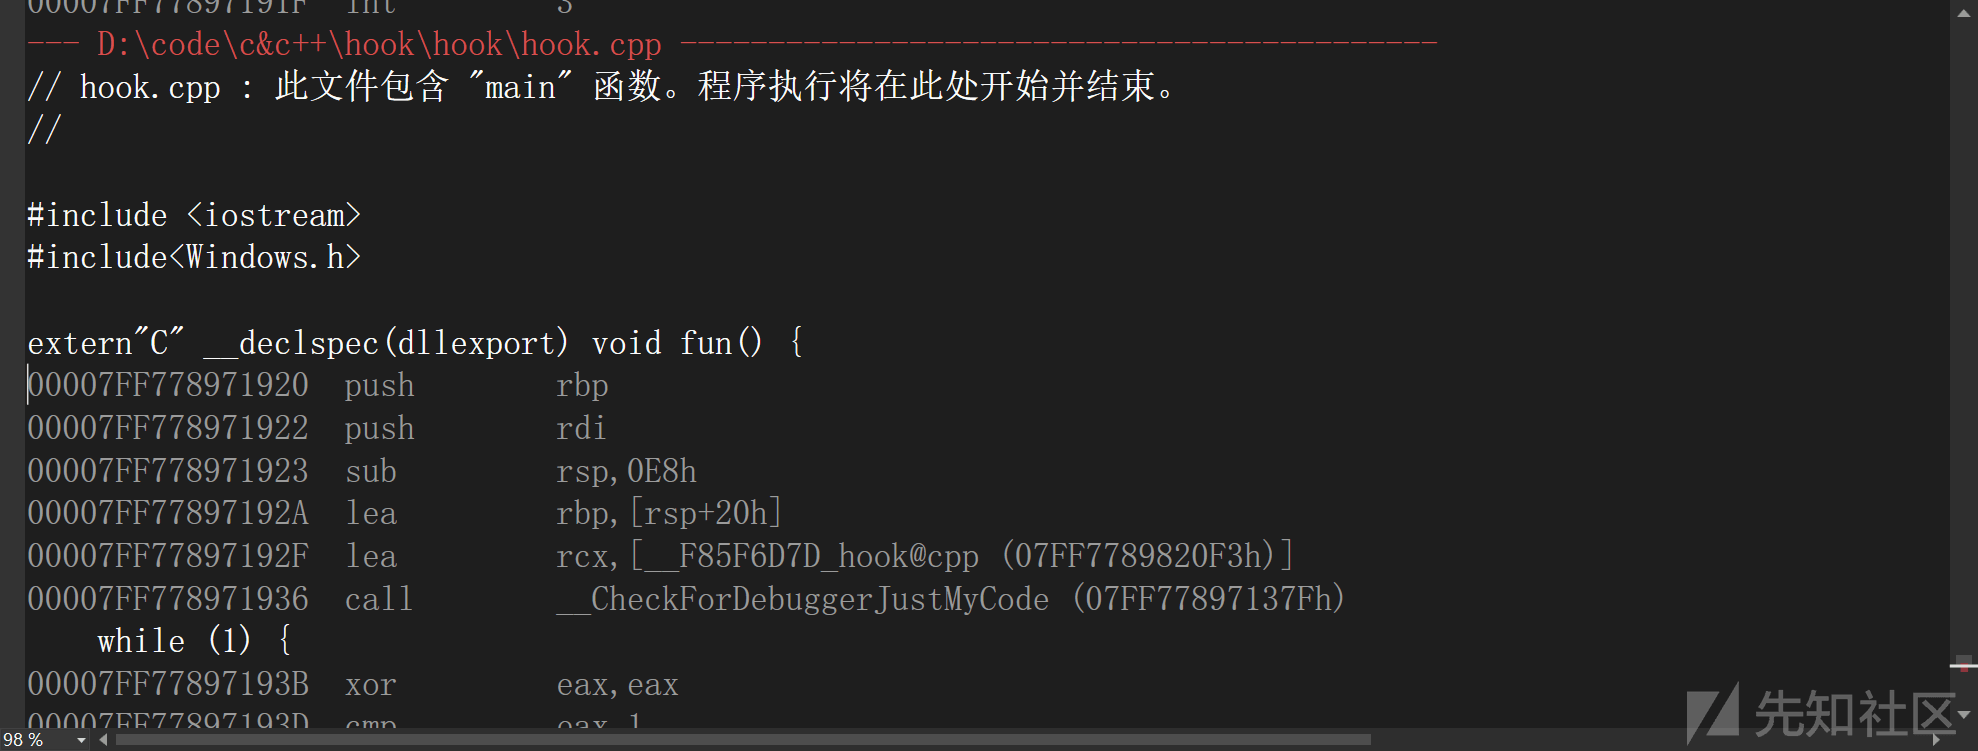 00007FF77897191F  int         3
--- D:\code\c&c++\hook\hook\hook.cpp -------------------------------------------
// hook.cpp : 此文件包含 "main" 函数。程序执行将在此处开始并结束。
//
#include <iostream>
#include<Windows.h>
extern"C" __declspec(dllexport) void fun() {
00007FF778971920  push        rbp
00007FF778971922  push        rdi
00007FF778971923  sub         rsp,0E8h
00007FF77897192A  lea         rbp,[rsp+20h]
00007FF77897192F  lea         rcx,[__F85F6D7D_hook@cpp (07FF7789820F3h)]
00007FF778971936  call        __CheckForDebuggerJustMyCode (07FF77897137Fh)
    while (1) {
00007FF77897193B  xor         eax,eax
00007FF77897193D  cmp         eax,1
98 %
先知社区